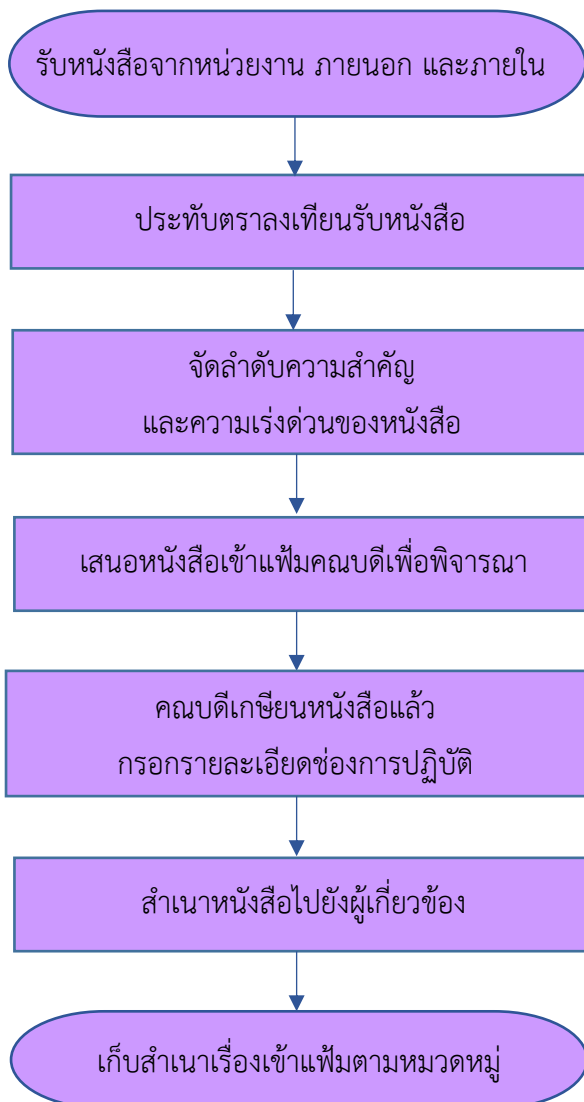 รับหนังสือจากหน่วยงาน ภายนอก และภายใน
ประทับตราลงเทียนรับหนังสือ
จัดลำดับความสำคัญ
และความเร่งด่วนของหนังสือ
เสนอหนังสือเข้าแฟ้มคณบดีเพื่อพิจารณา
คณบดีเกษียนหนังสือแล้ว
กรอกรายละเอียดช่องการปฏิบัติ
สำเนาหนังสือไปยังผู้เกี่ยวข้อง
เก็บสำเนาเรื่องเข้าแฟ้มตามหมวดหมู่